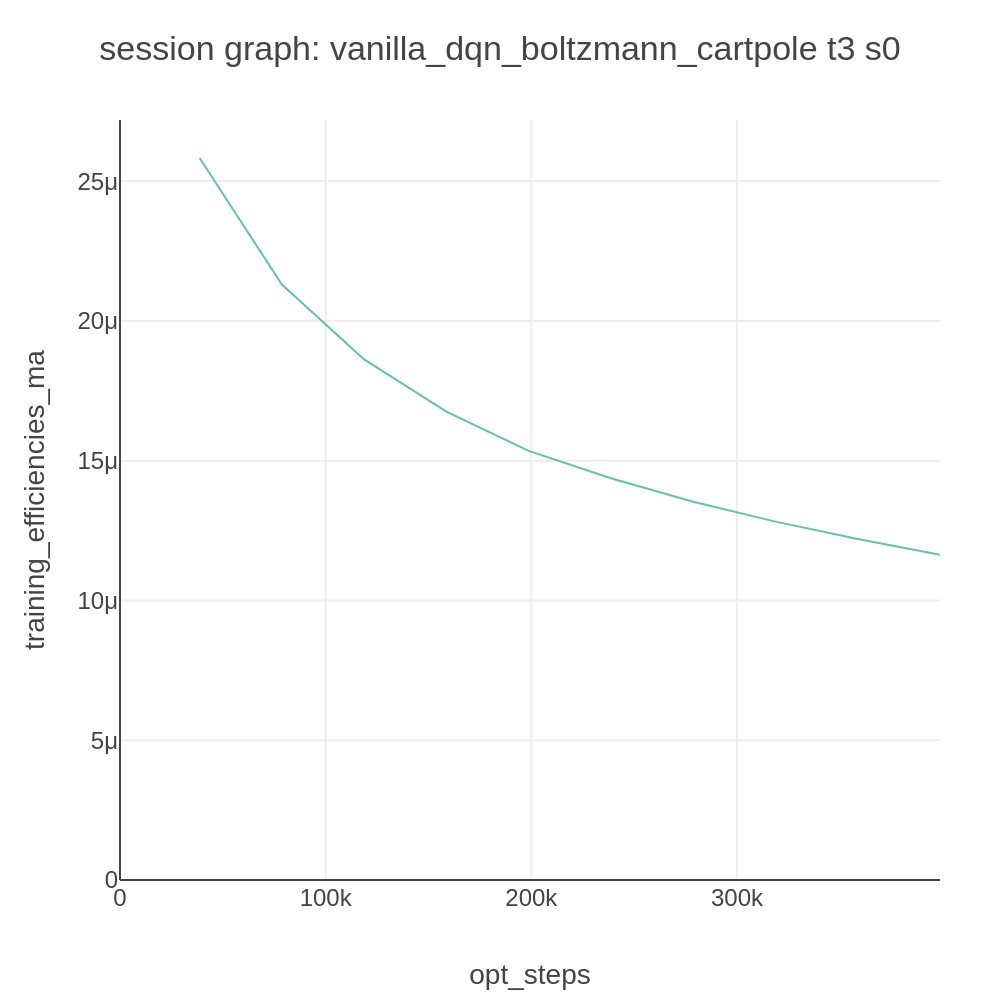 session graph: vanilla_dqn_boltzmann_cartpole t3 s0
training_efficiencies_ma
25μ
20μ
15μ
10μ
5μ
0
0
100k
200k
300k
opt_steps